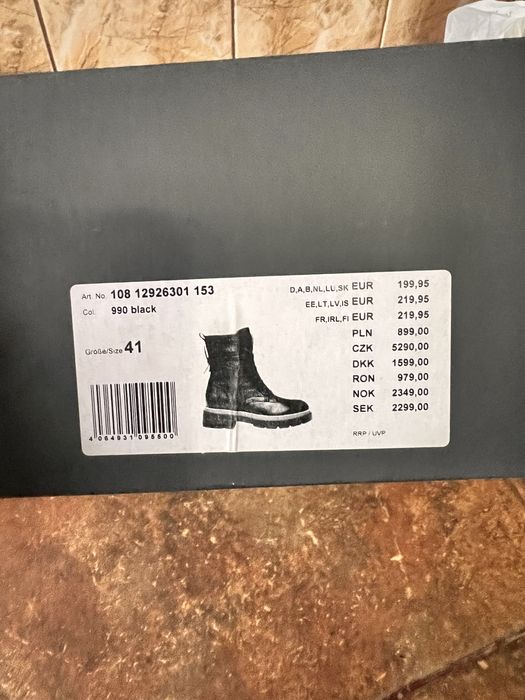 Art. No. 108 12926301 153
Col. 990 black
Größe/Size 41
4 064931 095500
D,A,B,NL,LU,SK EUR 199,95
EE,LT,LV,IS EUR 219,95
FR,IRL,FI EUR 219,95
PLN 899,00
CZK 5290,00
DKK 1599,00
RON 979,00
NOK 2349,00
SEK 2299,00
RRP / UVP